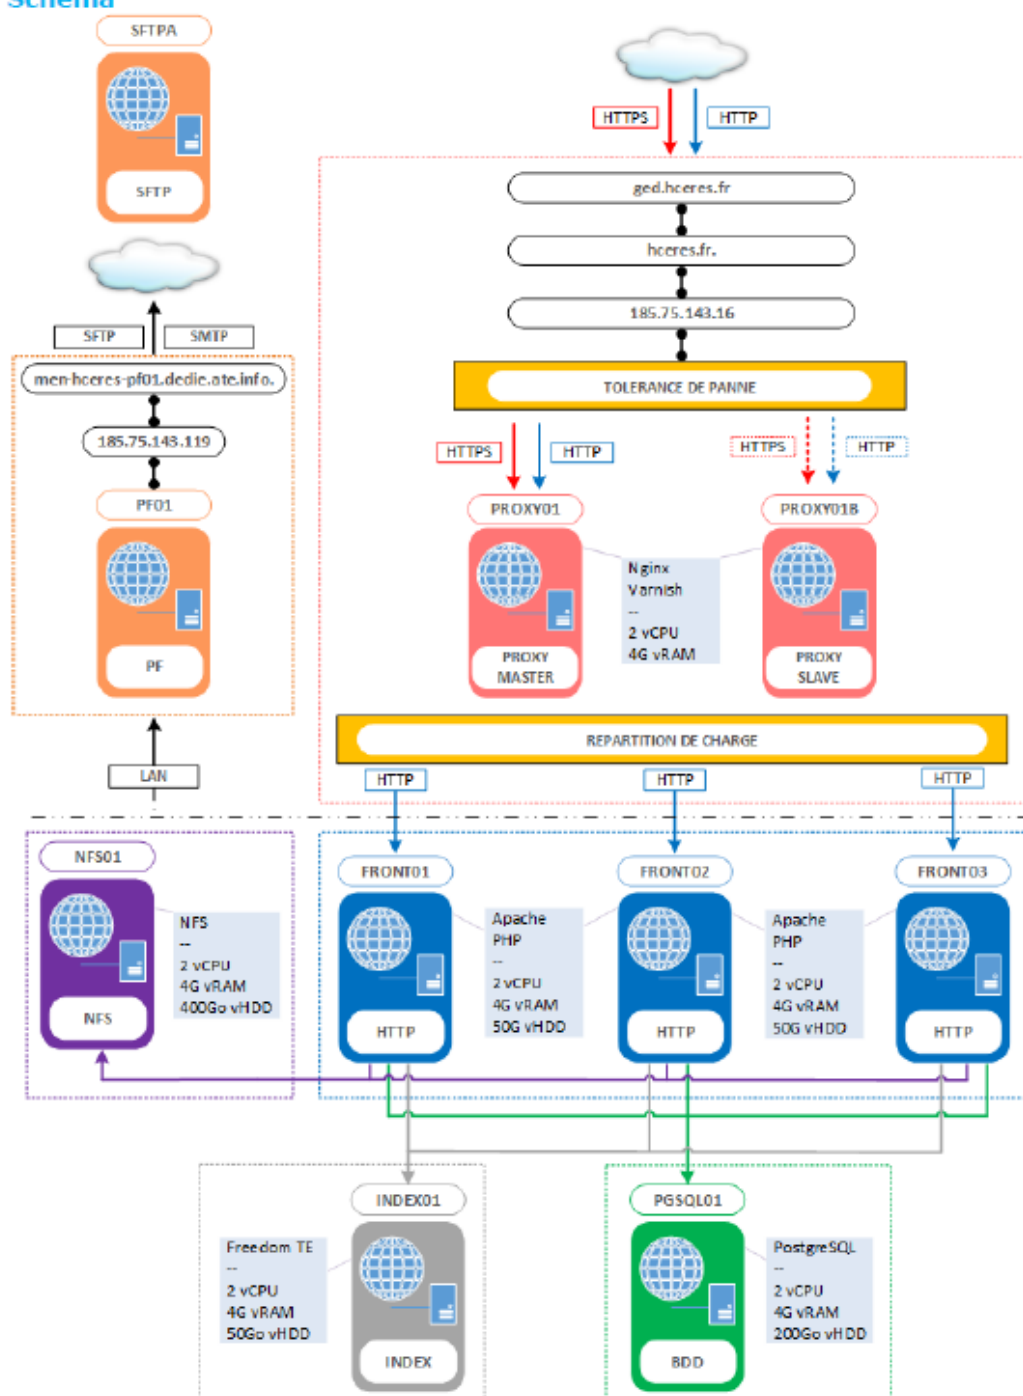 Schéma
SFTPA
SFTP
SFTP
SMTP
men-hceres-pf01.dedie.ate.info.
185.75.143.119
PF01
PF
LAN
HTTPS
HTTP
ged.hceres.fr
hceres.fr.
185.75.143.16
TOLERANCE DE PANNE
HTTPS
HTTP
HTTPS
HTTP
PROXY01
PROXY01B
Nginx
Varnish
--
2 vCPU
4G vRAM
PROXY
MASTER
PROXY
SLAVE
REPARTITION DE CHARGE
HTTP
HTTP
HTTP
NFS01
NFS
--
2 vCPU
4G vRAM
400Go vHDD
NFS
FRONT01
FRONT02
FRONT03
Apache
PHP
--
2 vCPU
4G vRAM
50G vHDD
Apache
PHP
--
2 vCPU
4G vRAM
50G vHDD
HTTP
HTTP
HTTP
INDEX01
Freedom TE
--
2 vCPU
4G vRAM
50Go vHDD
INDEX
PGSQL01
PostgreSQL
--
2 vCPU
4G vRAM
200Go vHDD
BDD